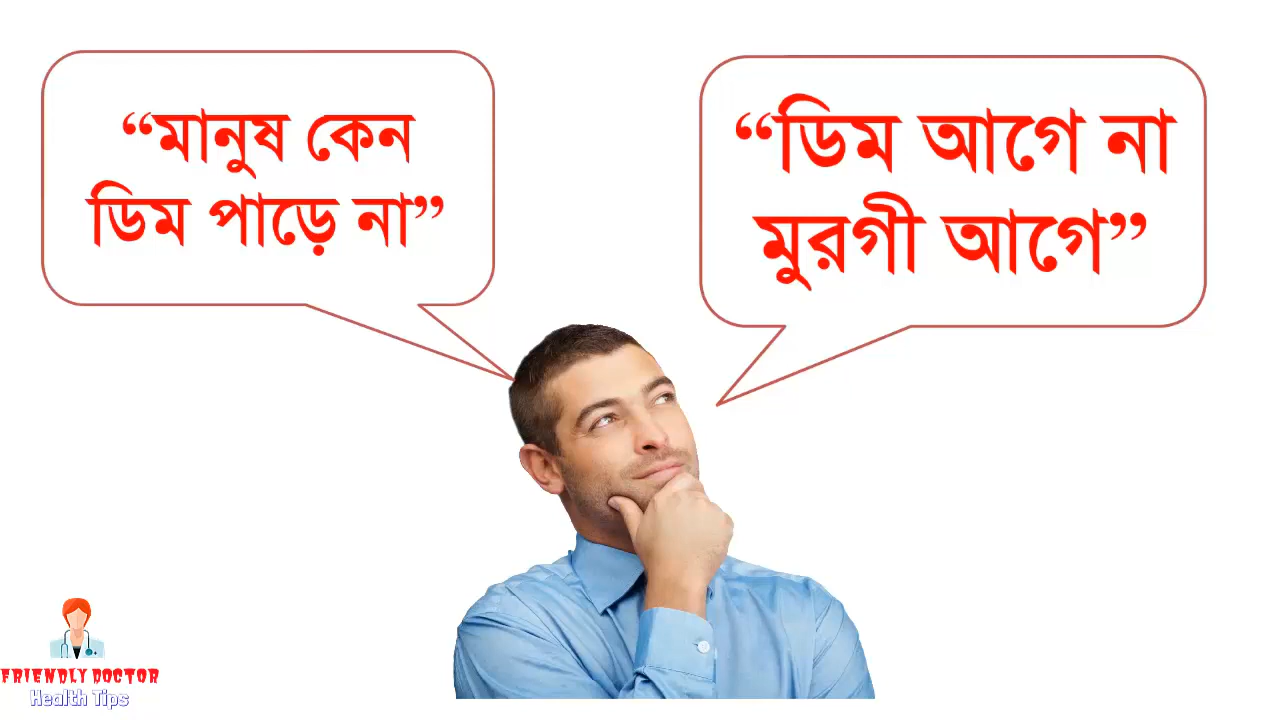 “মানুষ কেন
ডিম পাড়ে না”
“ডিম আগে না
মুরগী আগে”
FRIENDLY DOCTOR
Health Tips